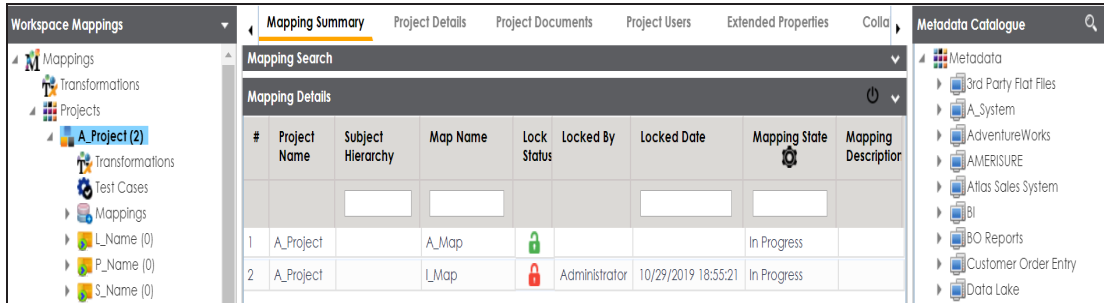 Workspace Mappings
Mappings
Transformations
Projects
A_Project (2)
Transformations
Test Cases
Mappings
L_Name (0)
P_Name (0)
S_Name (0)
Mapping Summary Project Details Project Documents Project Users Extended Properties Colla
Mapping Search
Mapping Details
# Project Name Subject Hierarchy Map Name Lock Status Locked By Locked Date Mapping State Mapping Description
1 A_Project A_Map In Progress
2 A_Project I_Map Administrator 10/29/2019 18:55:21 In Progress
Metadata Catalogue
Metadata
3rd Party Flat Files
A_System
AdventureWorks
AMERISURE
Atlas Sales System
BI
BO Reports
Customer Order Entry
Data Lake